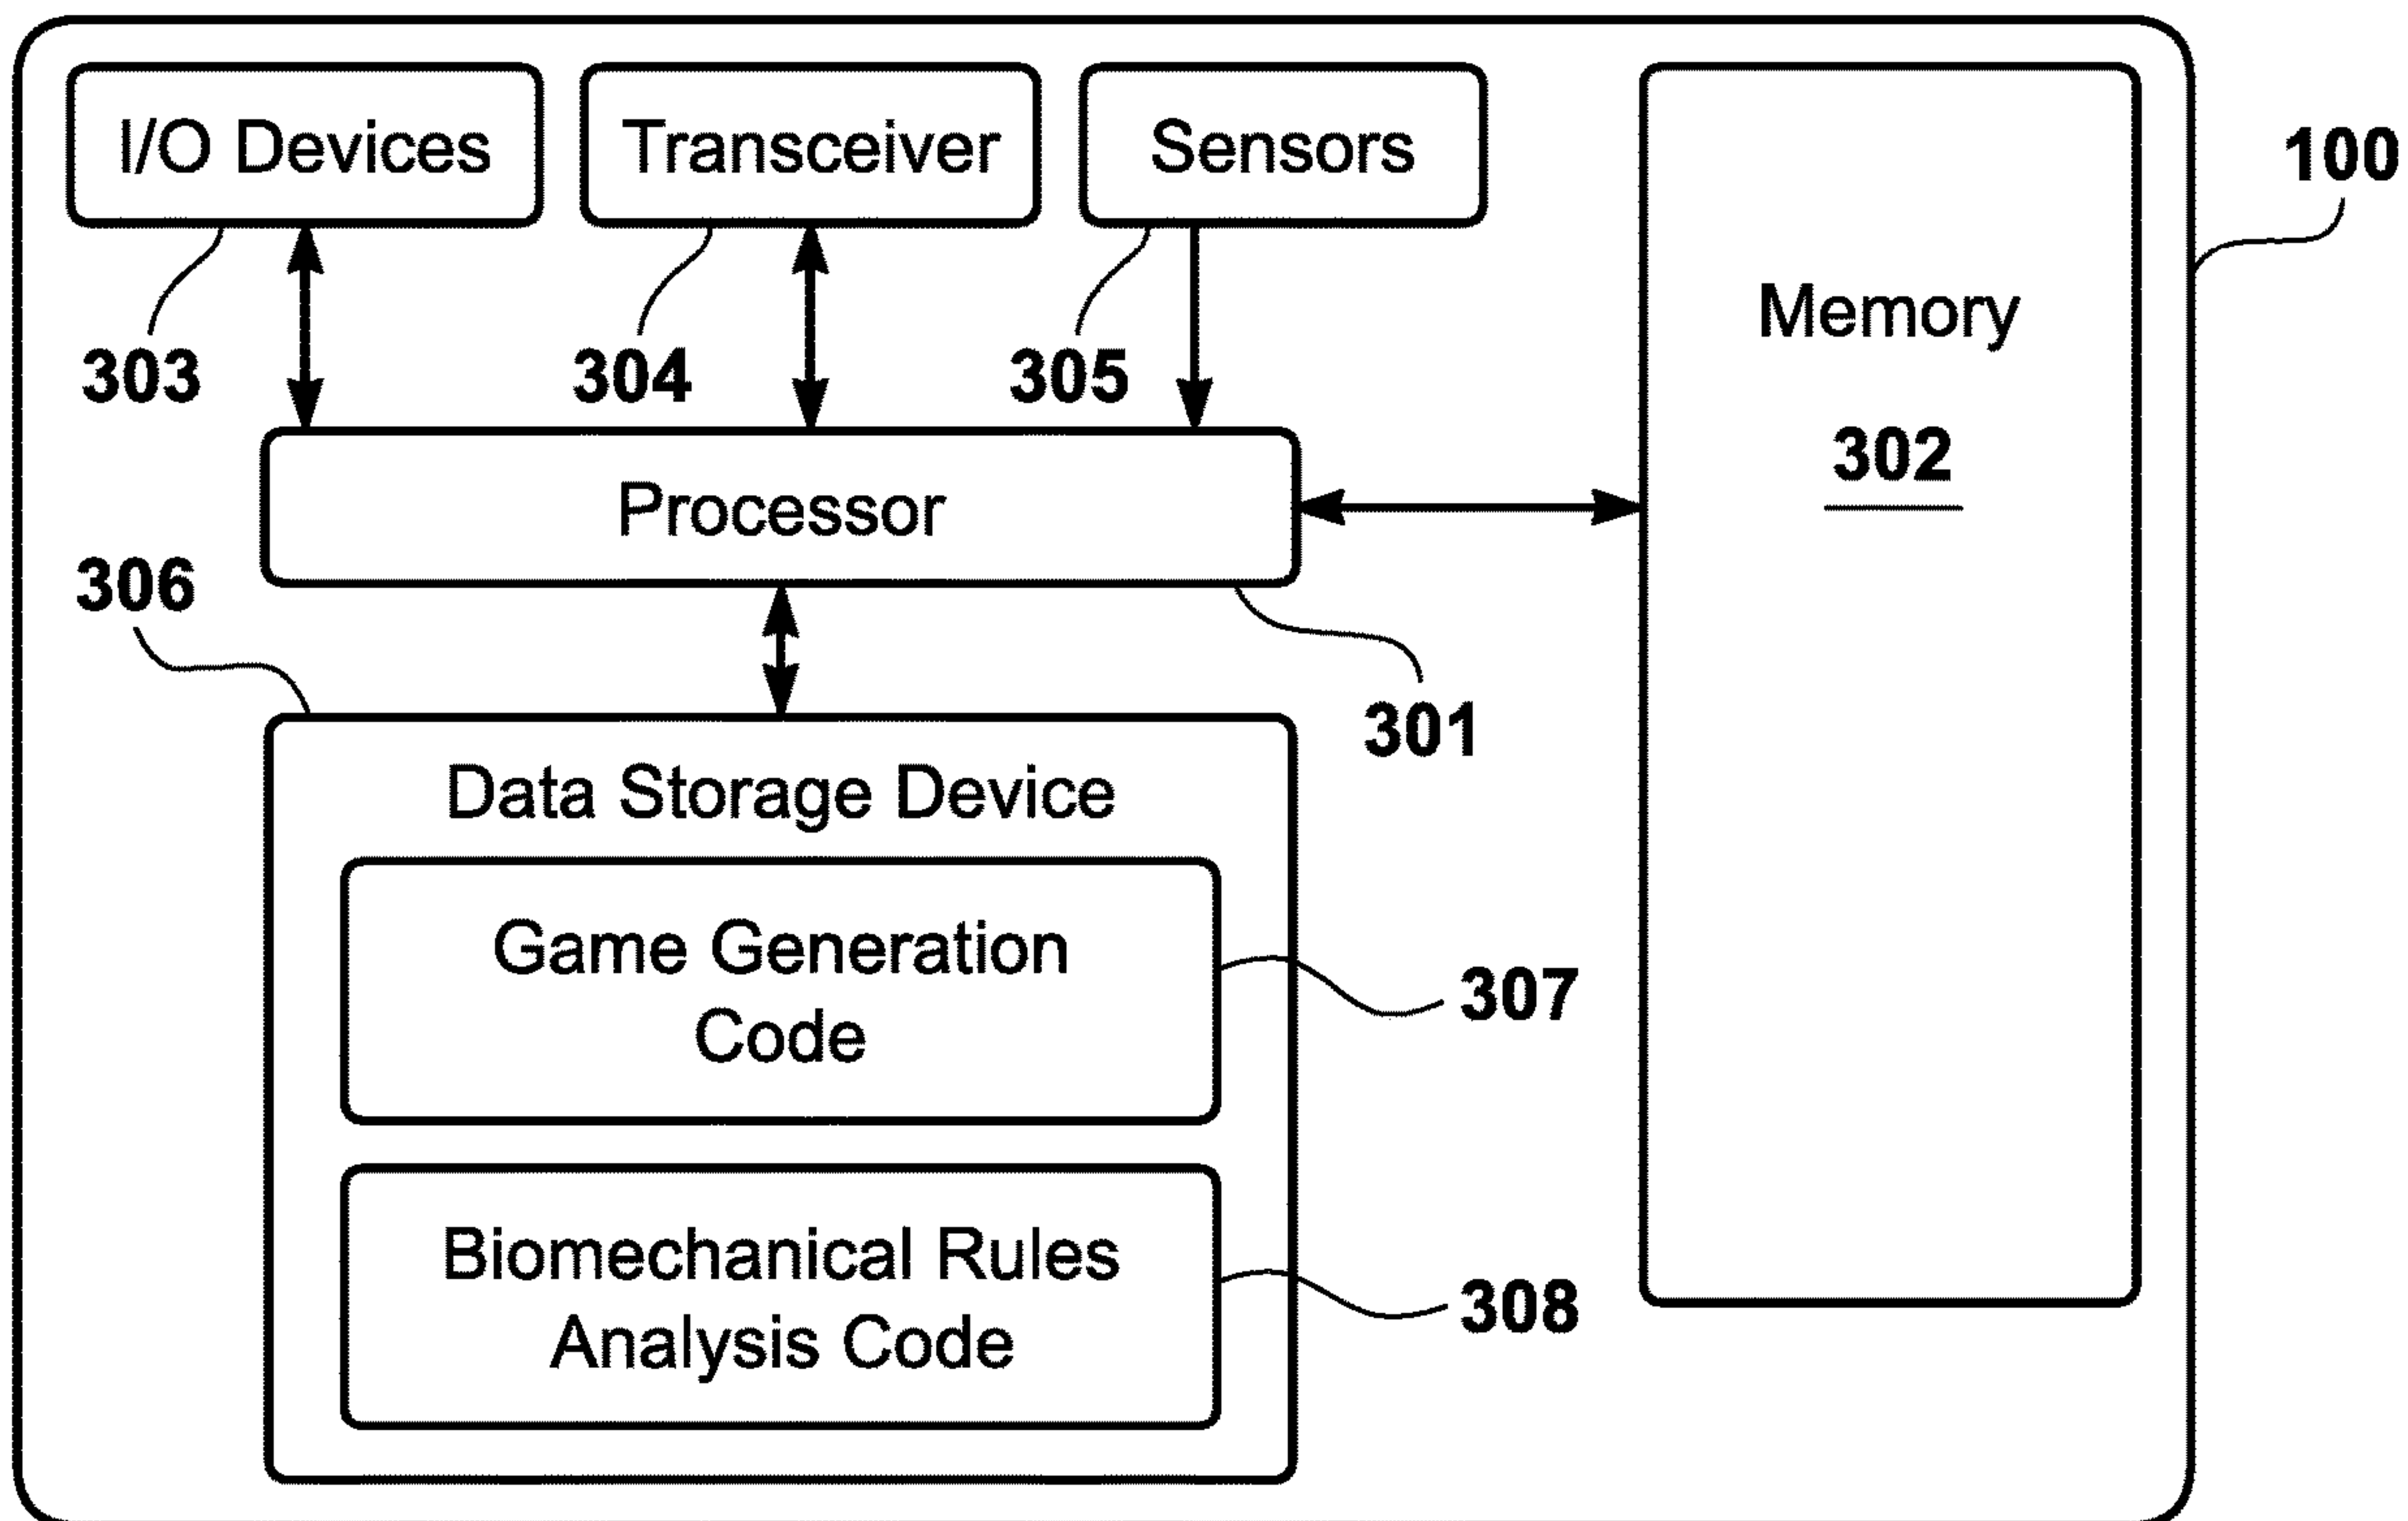 I/O Devices
Transceiver
Sensors
100
Memory
303
304
305
302
Processor
306
301
Data Storage Device
Game Generation
Code
307
Biomechanical Rules
Analysis Code
308